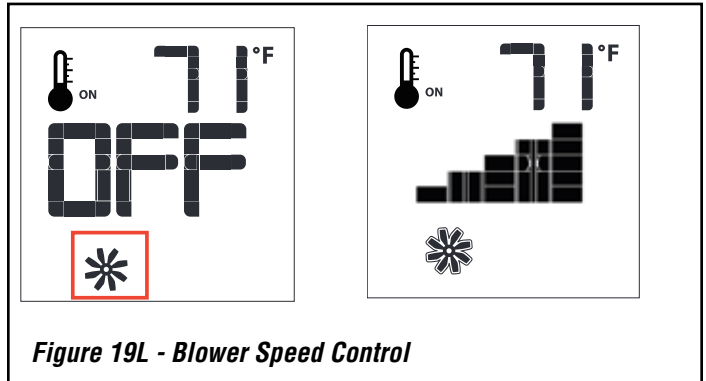 71 °F
ON
OFF
71 °F
ON
Figure 19L - Blower Speed Control